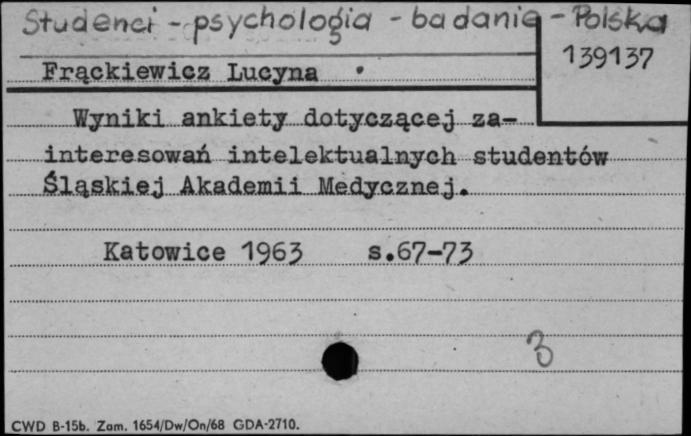 Studenci - psychologia - badania - Polska
139137
Frąckiewicz Lucyna
Wyniki ankiety dotyczącej za-
interesowań intelektualnych studentów
Śląskiej Akademii Medycznej.
Katowice 1963 s.67-73
3
CWD B-15b. Zam. 1654/Dw/On/68 GDA-2710.